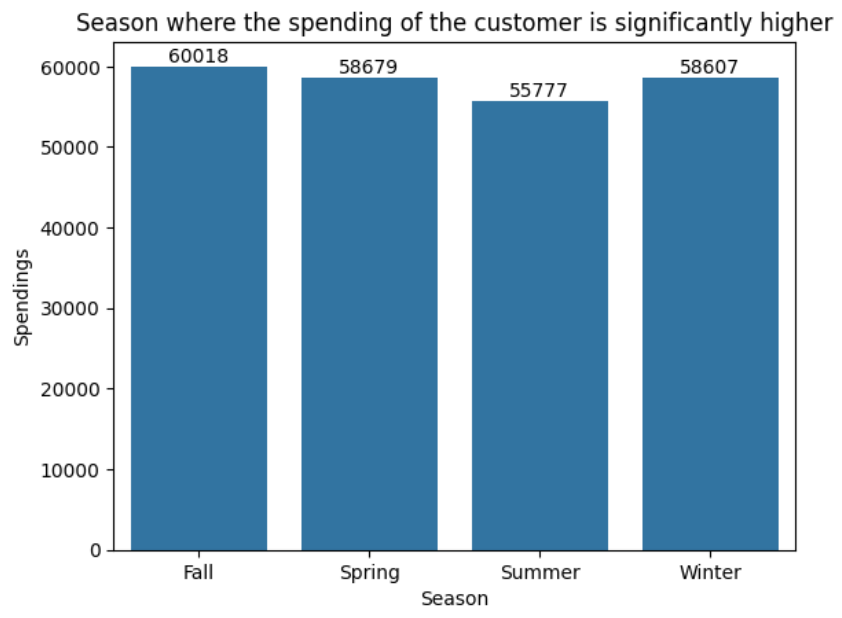 Season where the spending of the customer is significantly higher
60018
58679
55777
58607
60000
50000
40000
30000
20000
10000
0
Spendings
Fall Spring Summer Winter
Season